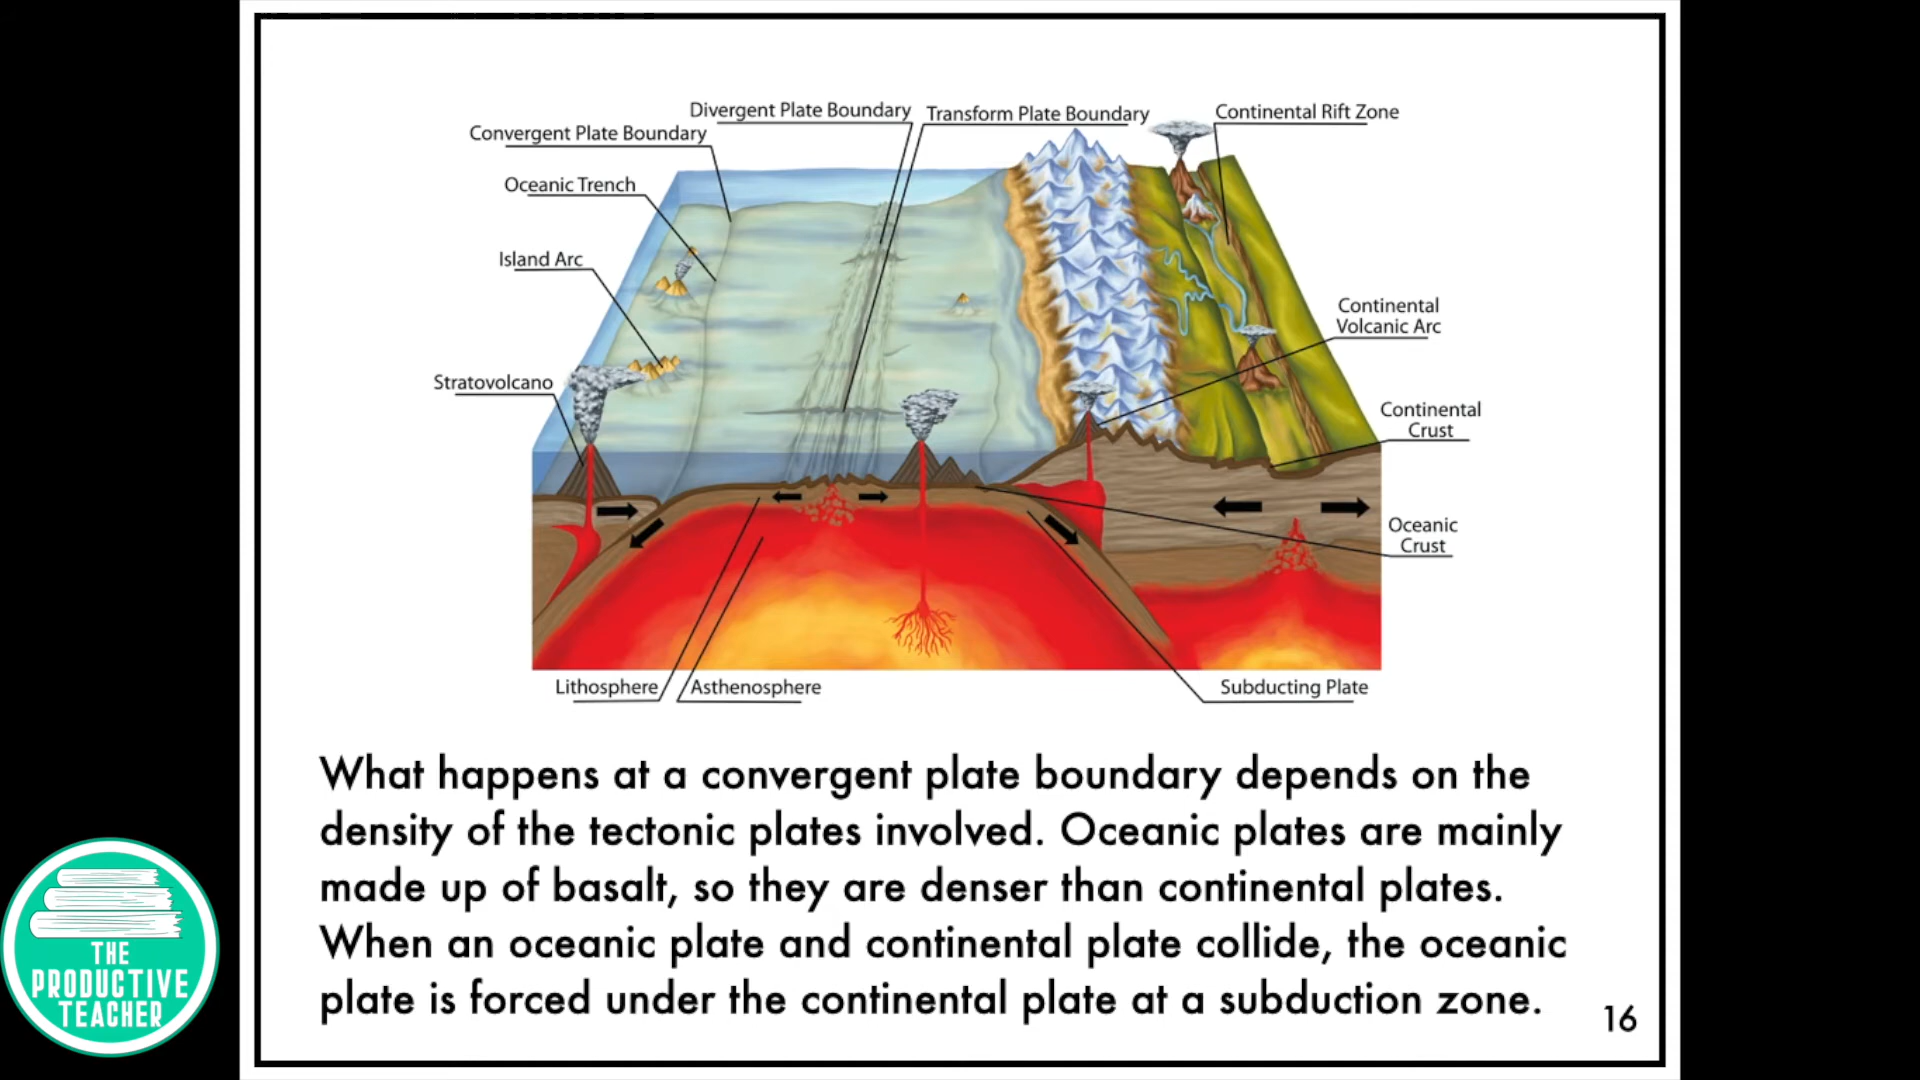 Divergent Plate Boundary
Transform Plate Boundary
Continental Rift Zone
Convergent Plate Boundary
Oceanic Trench
Island Arc
Continental
Volcanic Arc
Stratovolcano
Continental
Crust
Oceanic
Crust
Lithosphere
Asthenosphere
Subducting Plate
What happens at a convergent plate boundary depends on the
density of the tectonic plates involved. Oceanic plates are mainly
made up of basalt, so they are denser than continental plates.
When an oceanic plate and continental plate collide, the oceanic
plate is forced under the continental plate at a subduction zone.
16
THE
PRODUCTIVE
TEACHER